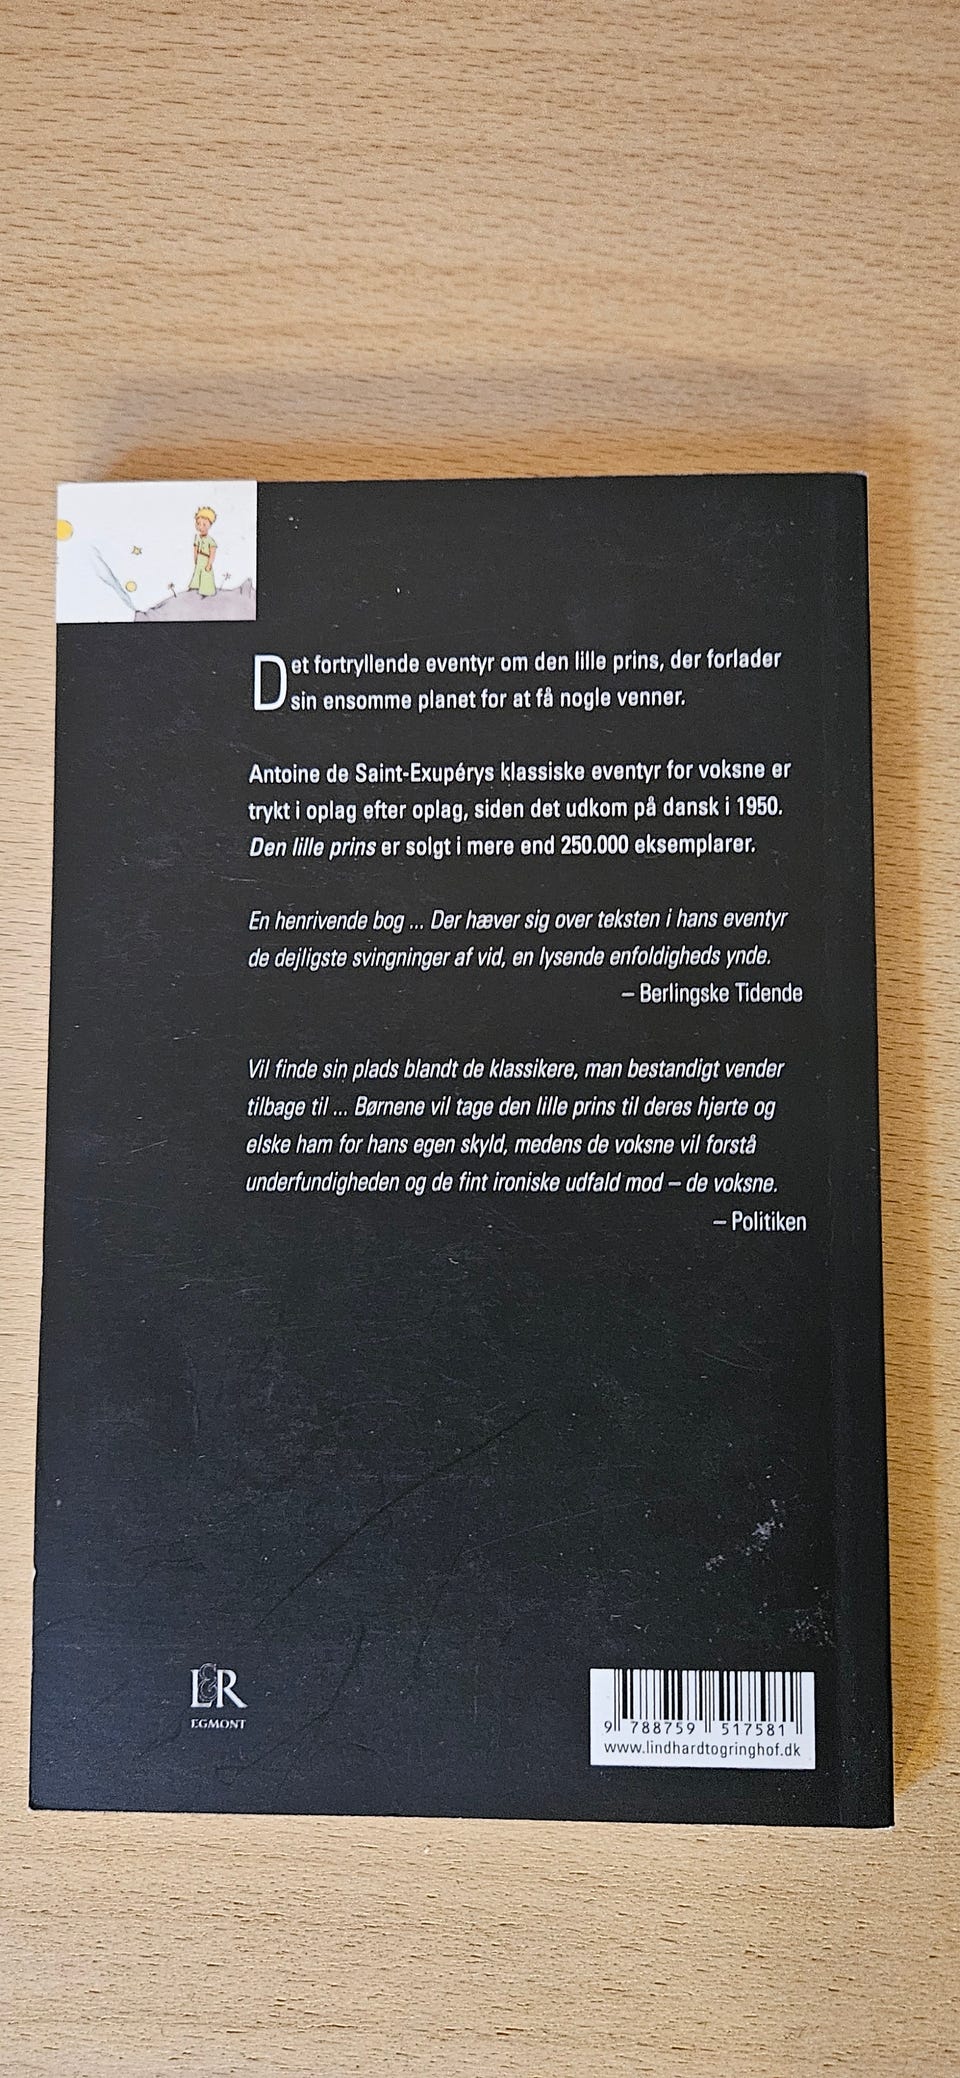 Det fortryllende eventyr om den lille prins, der forlader
sin ensomme planet for at få nogle venner.
Antoine de Saint-Exupérys klassiske eventyr for voksne er
trykt i oplag efter oplag, siden det udkom på dansk i 1950.
Den lille prins er solgt i mere end 250.000 eksemplarer.
En henrivende bog ... Der hæver sig over teksten i hans eventyr
de dejligste svingninger af vid, en lysende enfoldigheds ynde.
– Berlingske Tidende
Vil finde sin plads blandt de klassikere, man bestandigt vender
tilbage til ... Børnene vil tage den lille prins til deres hjerte og
elske ham for hans egen skyld, medens de voksne vil forstå
underfundigheden og de fint ironiske udfald mod – de voksne.
– Politiken
L&R
EGMONT
9 788759 517581
www.lindhardtogringhof.dk